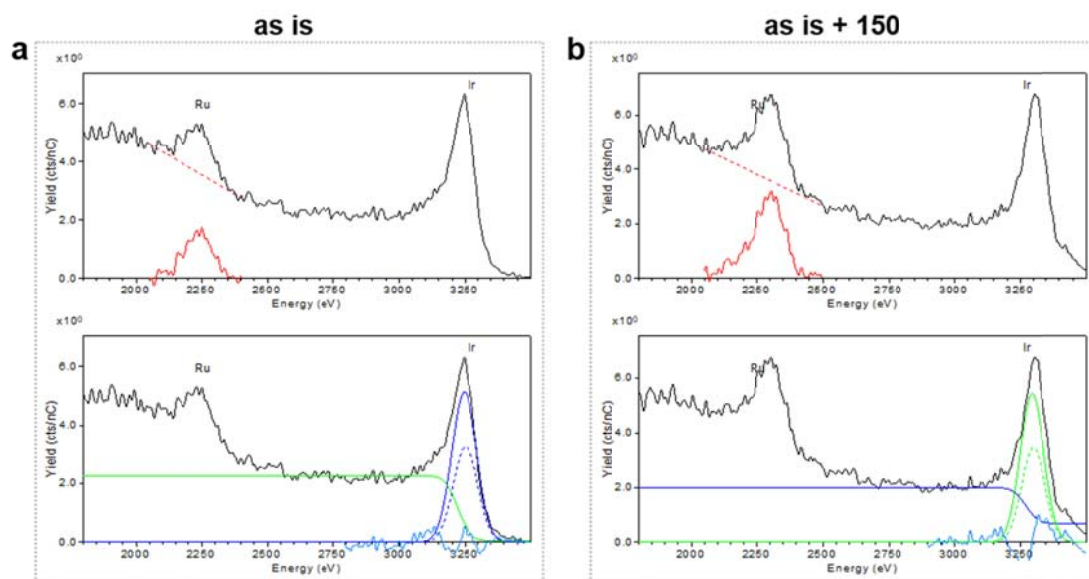 as is
a
x10⁰
Yield (cts/nC)
6.0
4.0
2.0
0.0
Ru
Ir
2000 2250 2500 2750 3000 3250
Energy (eV)
x10⁰
Yield (cts/nC)
6.0
4.0
2.0
0.0
Ru
Ir
2000 2250 2500 2750 3000 3250
Energy (eV)
as is + 150
b
x10⁰
Yield (cts/nC)
6.0
4.0
2.0
0.0
Ru
Ir
2000 2250 2500 2750 3000 3250
Energy (eV)
x10⁰
Yield (cts/nC)
6.0
4.0
2.0
0.0
Ru
Ir
2000 2250 2500 2750 3000 3250
Energy (eV)